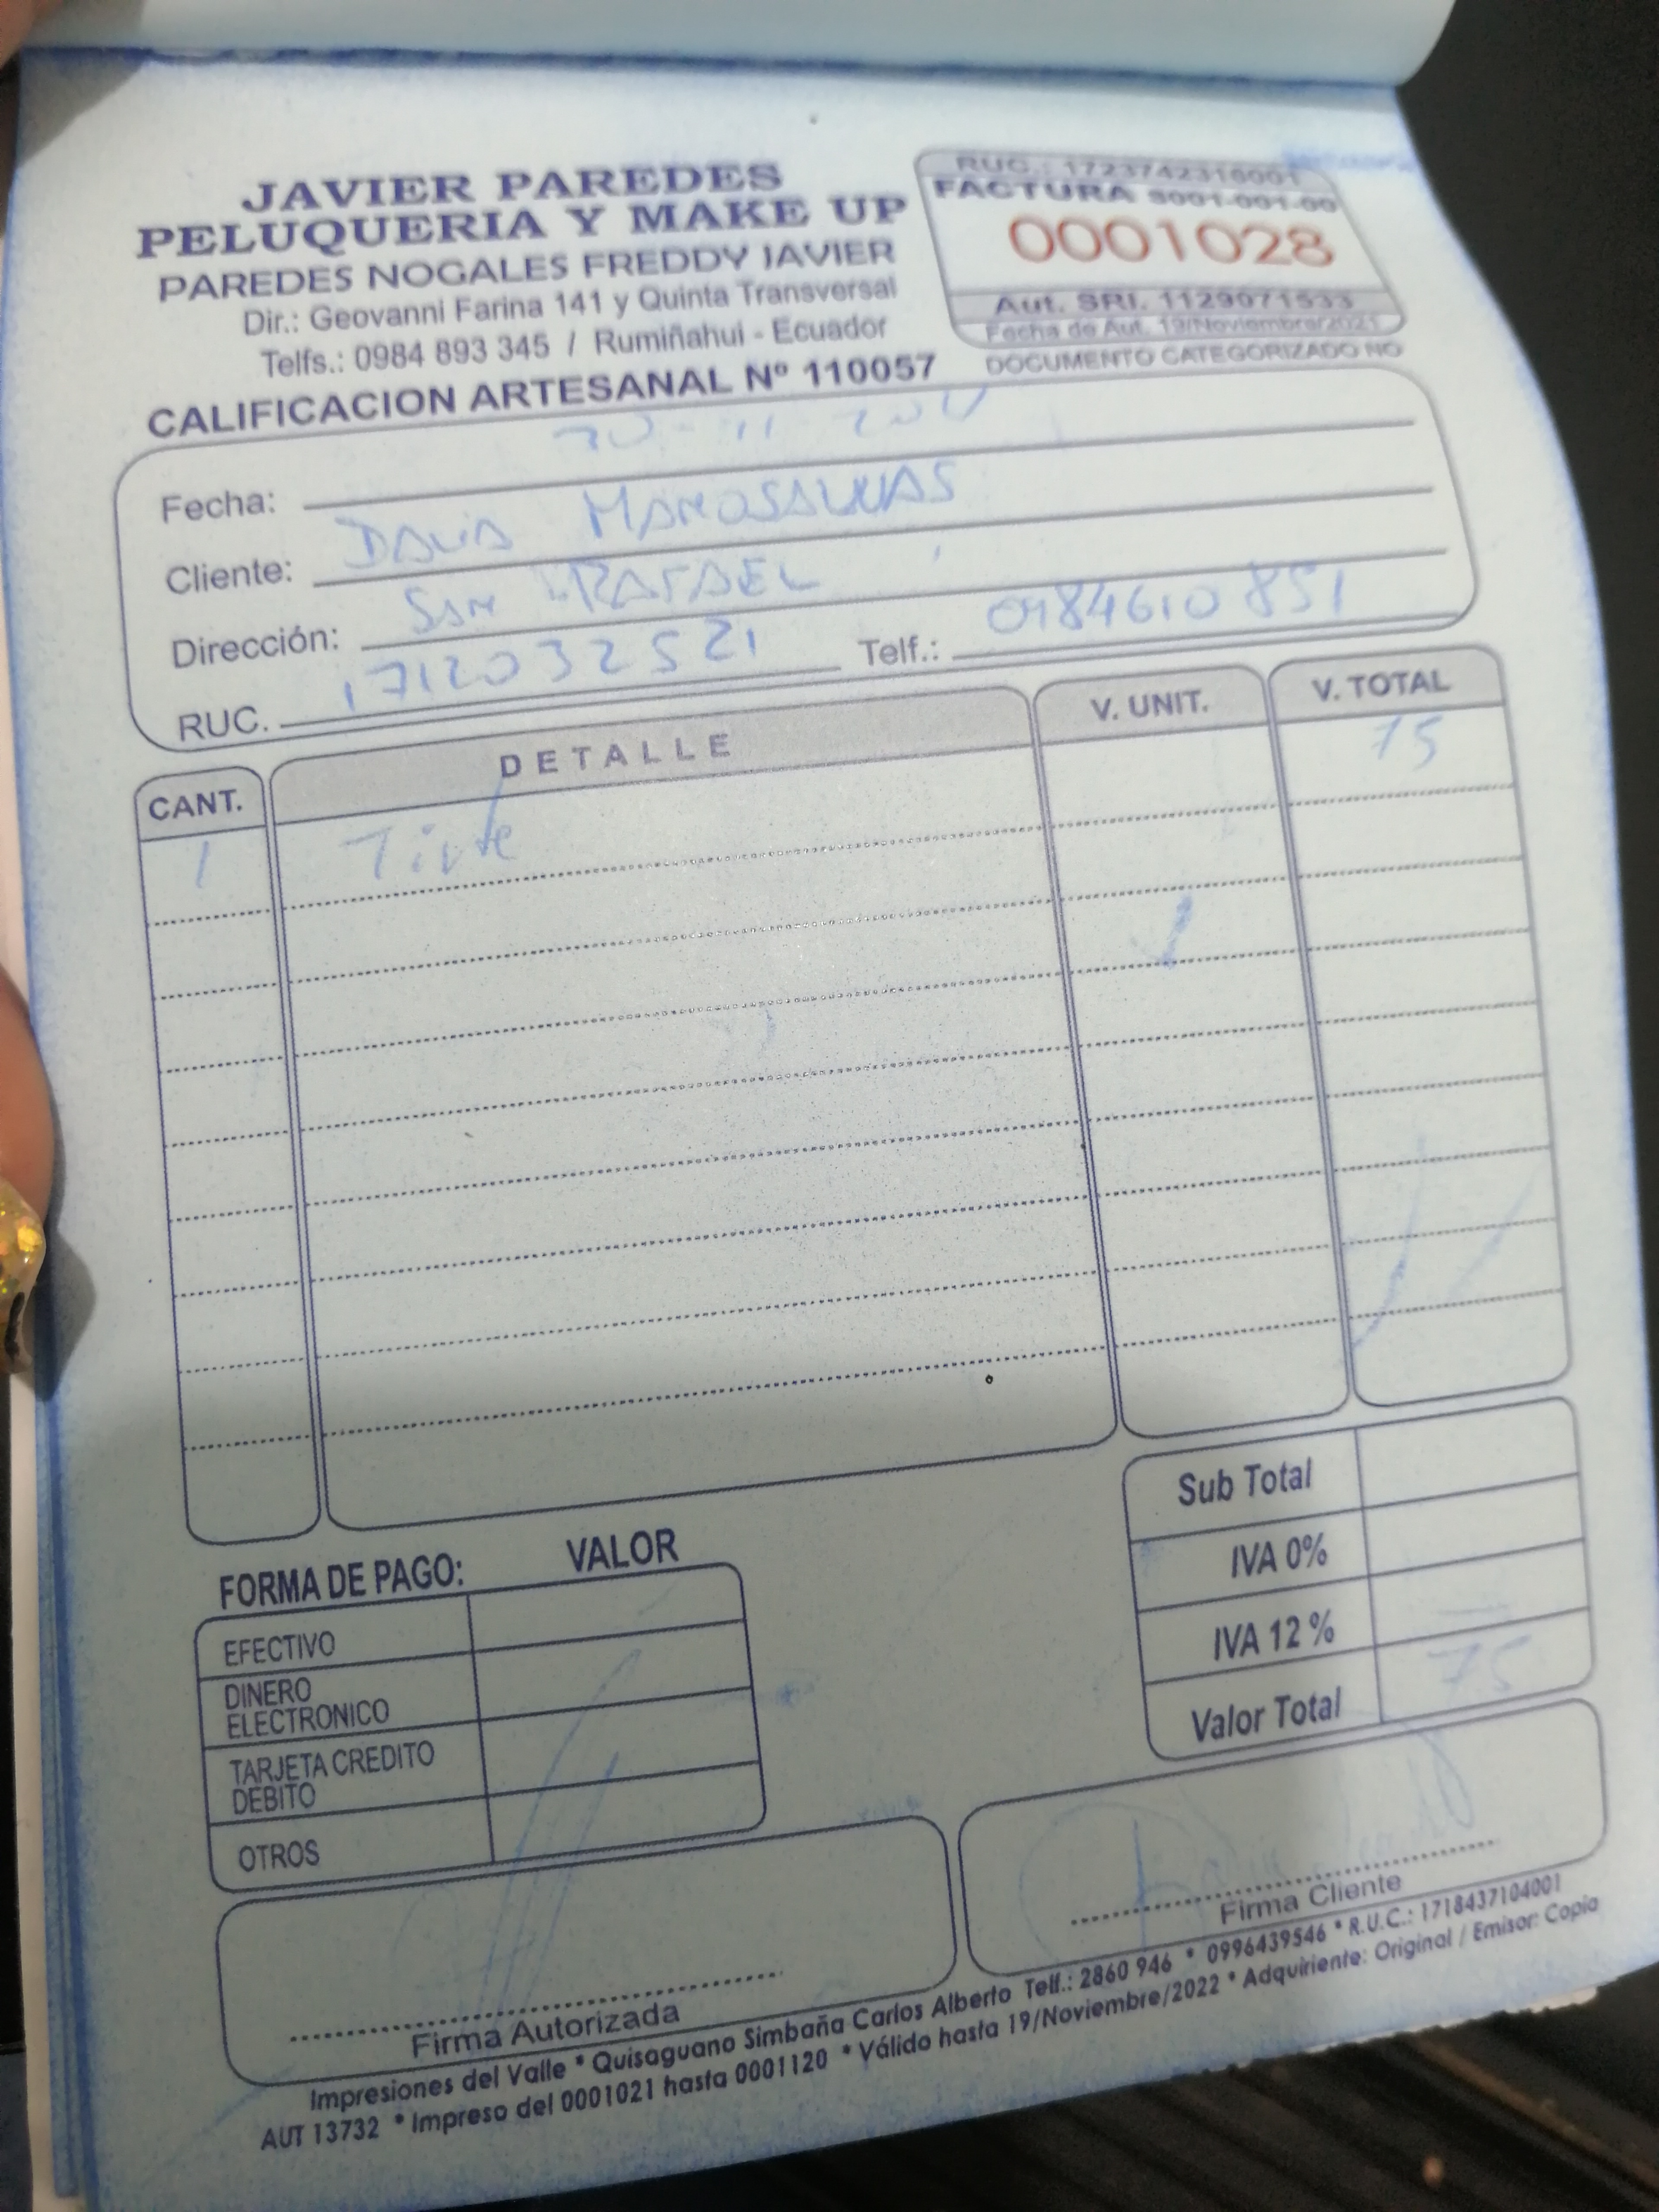 JAVIER PAREDES
PELUQUERIA Y MAKE UP
PAREDES NOGALES FREDDY JAVIER
Dir.: Geovanni Farina 141 y Quinta Transversal
Telfs.: 0984 893 345 / Rumiñahui - Ecuador
CALIFICACION ARTESANAL Nº 110057
RUC.: 1723742316001
FACTURA S001-001-00
0001028
Aut. SRI. 1129071533
Fecha de Aut. 19/Noviembre/2021
DOCUMENTO CATEGORIZADO NO
Fecha: 30-11-2021
Cliente: MANOSALVAS
Dirección: SAN RAFAEL
RUC. 1712032521 Telf.: 0984610851
CANT. DETALLE V. UNIT. V. TOTAL
1 Tinte 75
Sub Total
IVA 0%
IVA 12 %
Valor Total 75
FORMA DE PAGO: VALOR
EFECTIVO
DINERO
ELECTRONICO
TARJETA CREDITO
DEBITO
OTROS
Firma Autorizada
Firma Cliente
Impresiones del Valle * Quisaguano Simbaña Carlos Alberto Telf.: 2860 946 * 0996439546 * R.U.C.: 1718437104001
AUT 13732 * Impreso del 0001021 hasta 0001120 * Válido hasta 19/Noviembre/2022 * Adquiriente: Original / Emisor: Copia